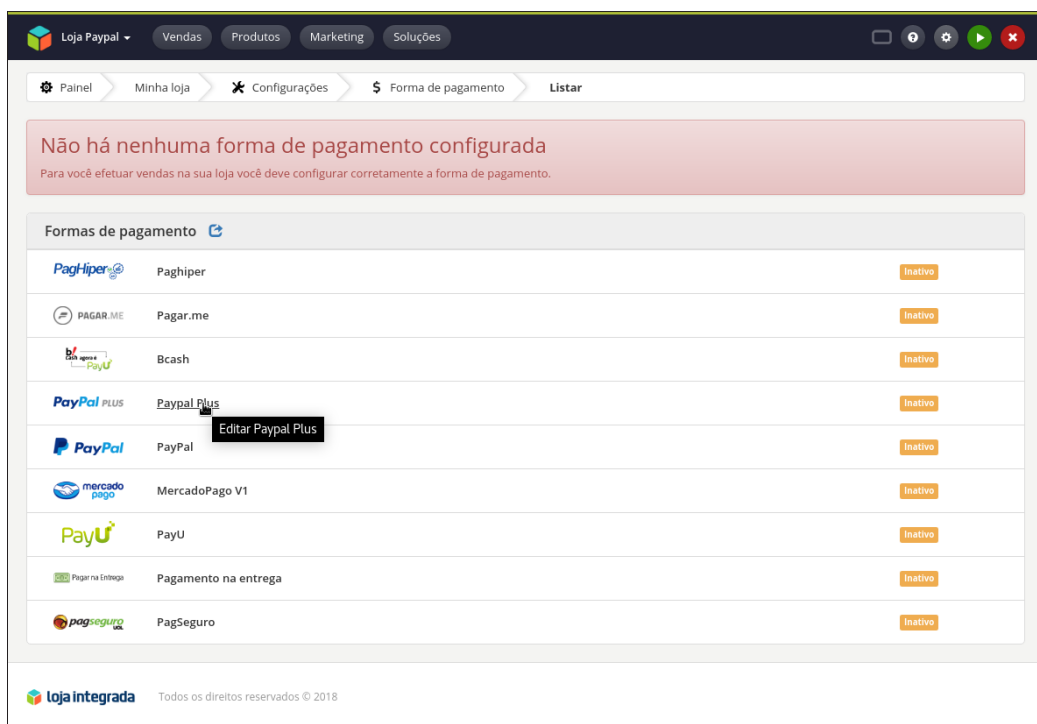 Loja Paypal Vendas Produtos Marketing Soluções
Painel Minha loja Configurações $ Forma de pagamento Listar
Não há nenhuma forma de pagamento configurada
Para você efetuar vendas na sua loja você deve configurar corretamente a forma de pagamento.
Formas de pagamento
PagHiper Paghiper Inativo
PAGAR.ME Pagar.me Inativo
b!
cash agora é
PayU
Bcash Inativo
PayPal PLUS Paypal Plus Inativo
Editar Paypal Plus
PayPal PayPal Inativo
mercado
pago
MercadoPago V1 Inativo
PayU PayU Inativo
Pagar na Entrega Pagamento na entrega Inativo
pagseguro
UOL
PagSeguro Inativo
loja integrada Todos os direitos reservados © 2018